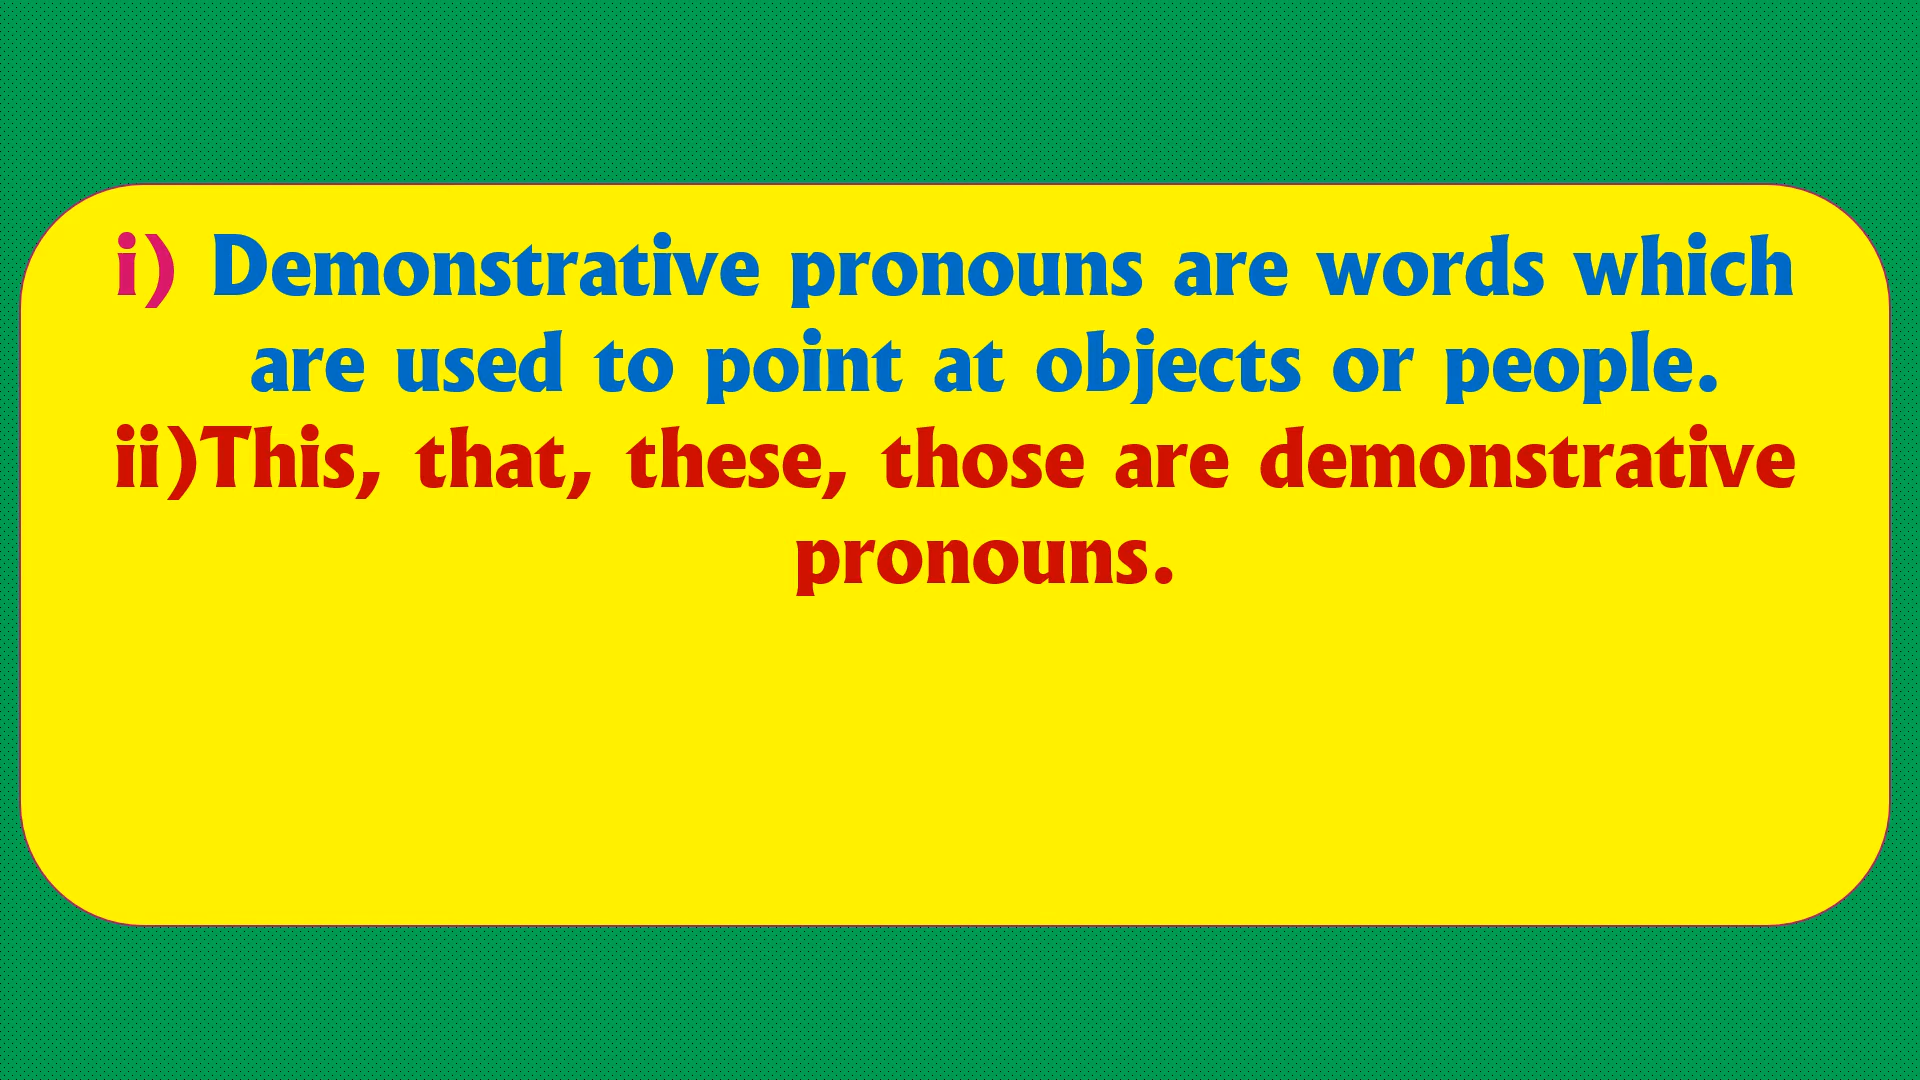 i) Demonstrative pronouns are words which
are used to point at objects or people.
ii)This, that, these, those are demonstrative
pronouns.